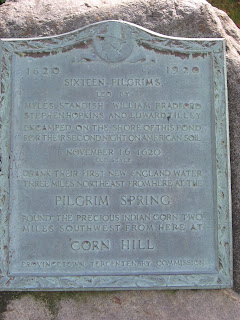 1620 1920
SIXTEEN PILGRIMS
LED BY
MYLES STANDISH WILLIAM BRADFORD
STEPHEN HOPKINS AND EDWARD TILLEY
ENCAMPED ON THE SHORE OF THIS POND
FOR THEIR SECOND NIGHT ON AMERICAN SOIL
NOVEMBER 16 1620
DRANK THEIR FIRST NEW ENGLAND WATER
THREE MILES NORTHEAST FROM HERE AT THE
PILGRIM SPRING
FOUND THE PRECIOUS INDIAN CORN TWO
MILES SOUTHWEST FROM HERE AT
CORN HILL
PROVINCETOWN TERCENTENARY COMMISSION